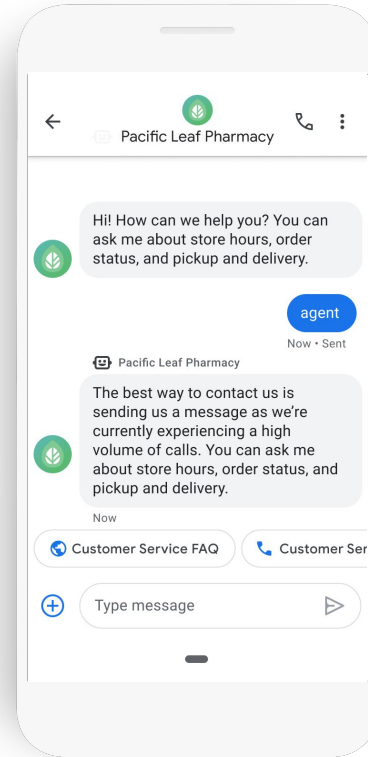 Pacific Leaf Pharmacy
Hi! How can we help you? You can
ask me about store hours, order
status, and pickup and delivery.
agent
Now • Sent
Pacific Leaf Pharmacy
The best way to contact us is
sending us a message as we’re
currently experiencing a high
volume of calls. You can ask me
about store hours, order status, and
pickup and delivery.
Now
Customer Service FAQ
Customer Ser
Type message